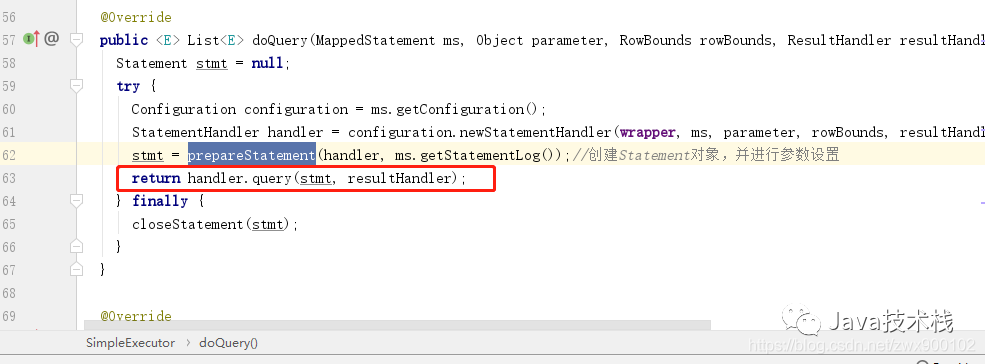 56 @Override
57 public <E> List<E> doQuery(MappedStatement ms, Object parameter, RowBounds rowBounds, ResultHandler resultHandl
58 Statement stmt = null;
59 try {
60 Configuration configuration = ms.getConfiguration();
61 StatementHandler handler = configuration.newStatementHandler(wrapper, ms, parameter, rowBounds, resultHandl
62 stmt = prepareStatement(handler, ms.getStatementLog());//创建Statement对象，并进行参数设置
63 return handler.query(stmt, resultHandler);
64 } finally {
65 closeStatement(stmt);
66 }
67 }
68
69 @Override
Java技术栈
SimpleExecutor › doQuery()
https://blog.csdn.net/zwx900102